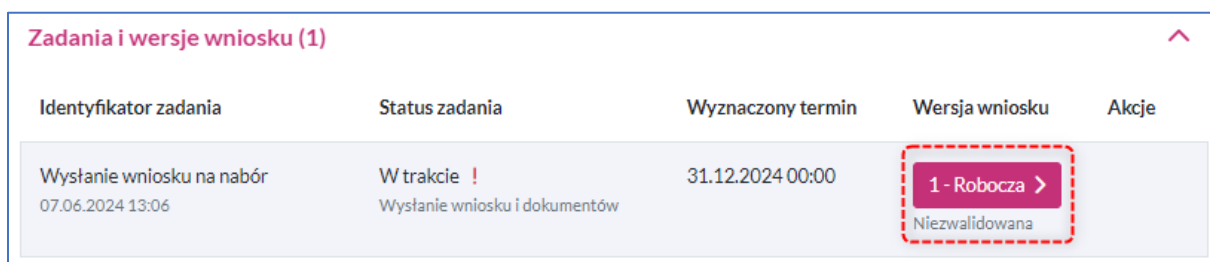 Zadania i wersje wniosku (1)
Identyfikator zadania Status zadania Wyznaczony termin Wersja wniosku Akcje
Wysłanie wniosku na nabór W trakcie ! 31.12.2024 00:00 1 - Robocza
07.06.2024 13:06 Wysłanie wniosku i dokumentów Niezwalidowana